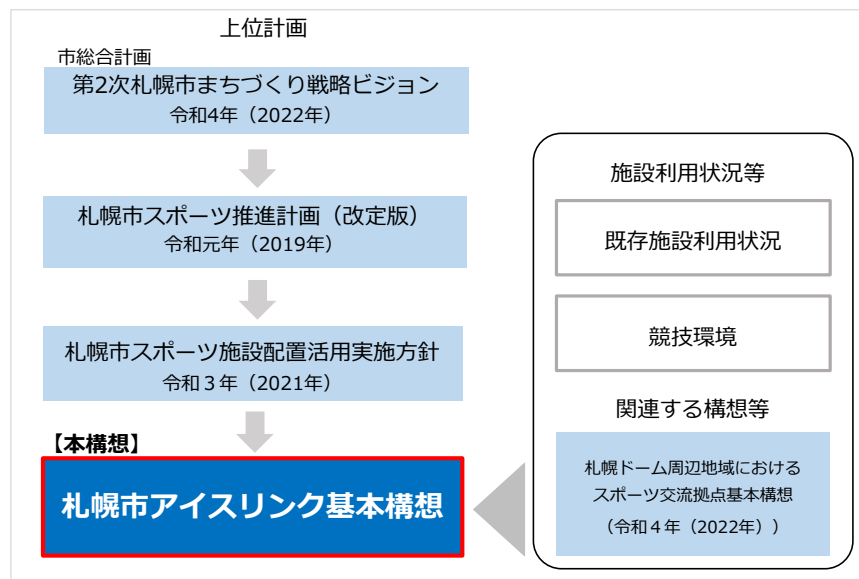 上位計画
市総合計画
第2次札幌市まちづくり戦略ビジョン
令和4年（2022年）
札幌市スポーツ推進計画（改定版）
令和元年（2019年）
札幌市スポーツ施設配置活用実施方針
令和３年（2021年）
【本構想】
札幌市アイスリンク基本構想
施設利用状況等
既存施設利用状況
競技環境
関連する構想等
札幌ドーム周辺地域における
スポーツ交流拠点基本構想
（令和４年（2022年））